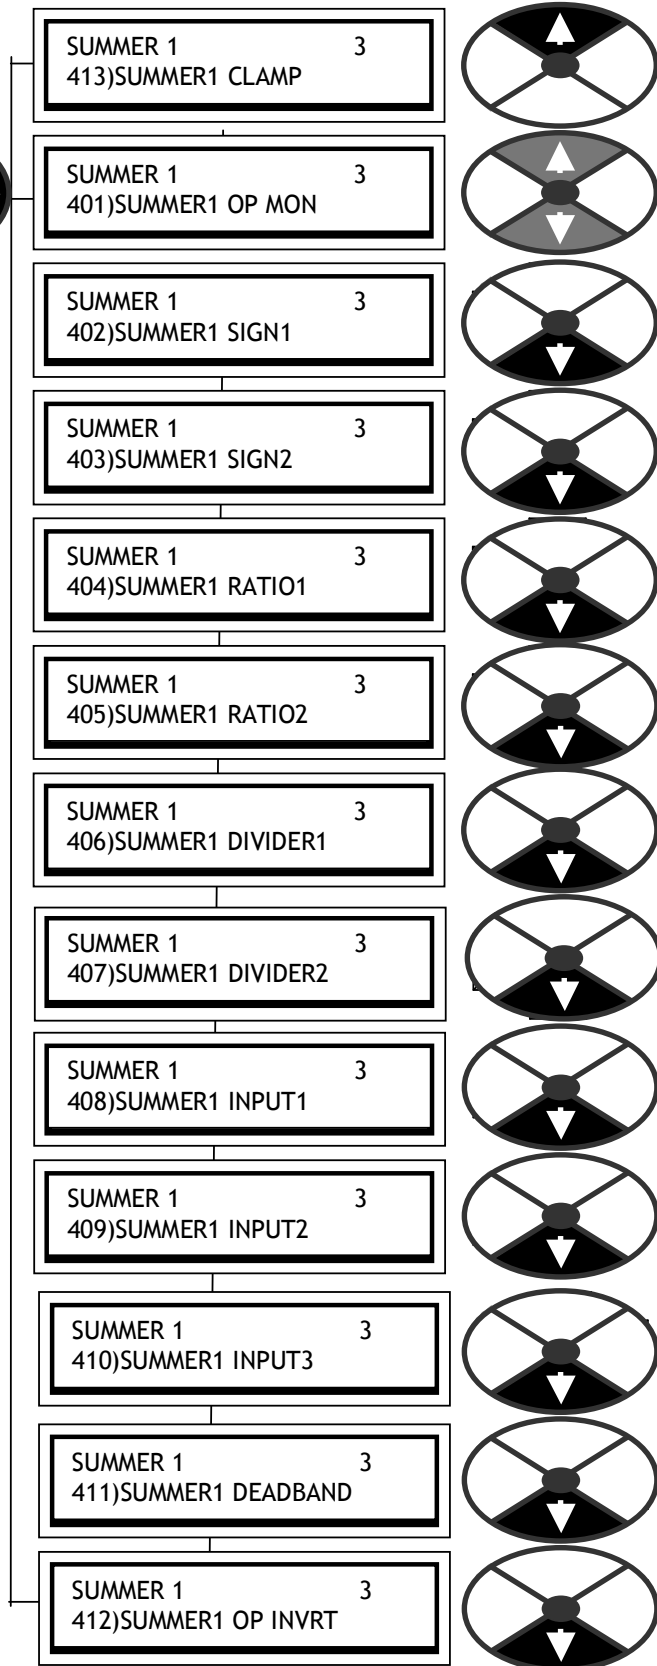 SUMMER 1 3
413)SUMMER1 CLAMP
SUMMER 1 3
401)SUMMER1 OP MON
SUMMER 1 3
402)SUMMER1 SIGN1
SUMMER 1 3
403)SUMMER1 SIGN2
SUMMER 1 3
404)SUMMER1 RATIO1
SUMMER 1 3
405)SUMMER1 RATIO2
SUMMER 1 3
406)SUMMER1 DIVIDER1
SUMMER 1 3
407)SUMMER1 DIVIDER2
SUMMER 1 3
408)SUMMER1 INPUT1
SUMMER 1 3
409)SUMMER1 INPUT2
SUMMER 1 3
410)SUMMER1 INPUT3
SUMMER 1 3
411)SUMMER1 DEADBAND
SUMMER 1 3
412)SUMMER1 OP INVRT